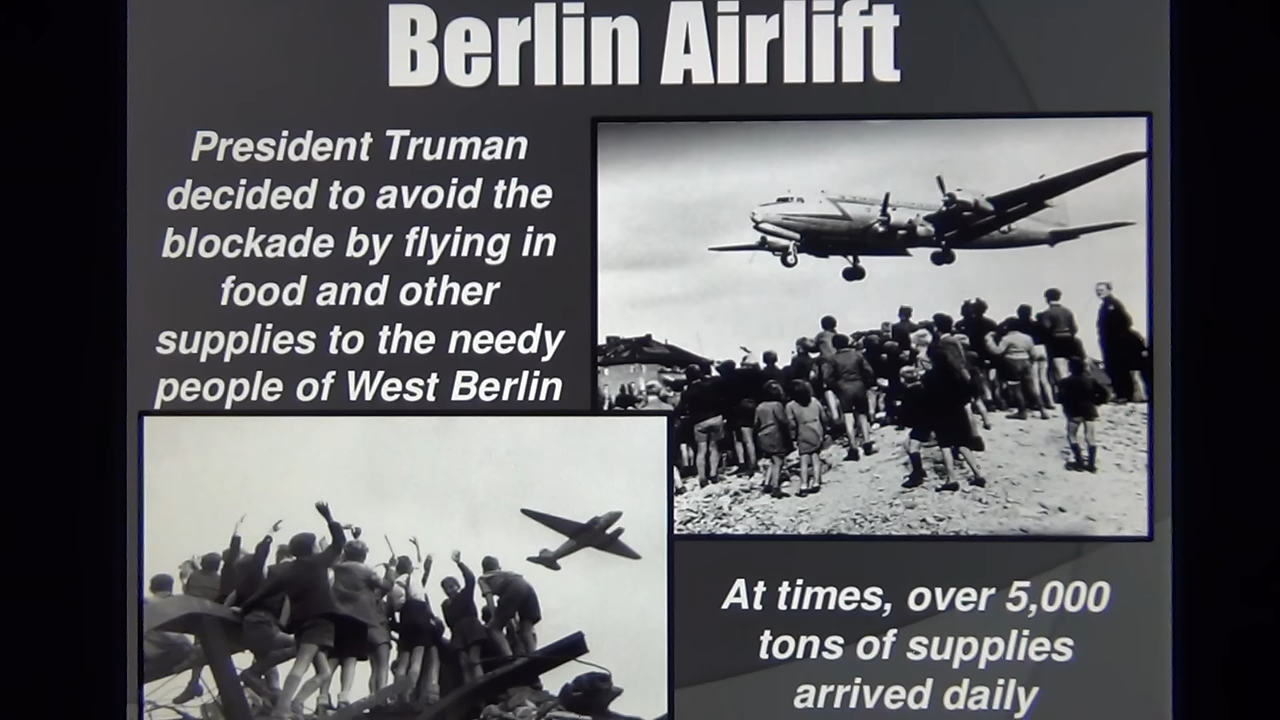 Berlin Airlift
President Truman
decided to avoid the
blockade by flying in
food and other
supplies to the needy
people of West Berlin
At times, over 5,000
tons of supplies
arrived daily